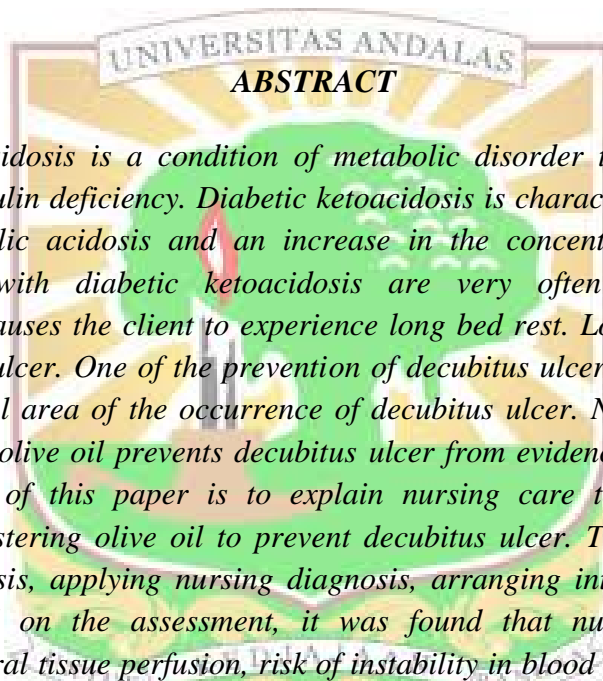 UNIVERSITAS ANDALAS
ABSTRACT
cidosis is a condition of metabolic disorder t
ulin deficiency. Diabetic ketoacidosis is charac
lic acidosis and an increase in the concent
with diabetic ketoacidosis are very often
auses the client to experience long bed rest. Lo
ulcer. One of the prevention of decubitus ulcer
l area of the occurrence of decubitus ulcer. N
olive oil prevents decubitus ulcer from evidenc
of this paper is to explain nursing care t
stering olive oil to prevent decubitus ulcer. T
sis, applying nursing diagnosis, arranging in
on the assessment, it was found that nu
ral tissue perfusion, risk of instability in blood